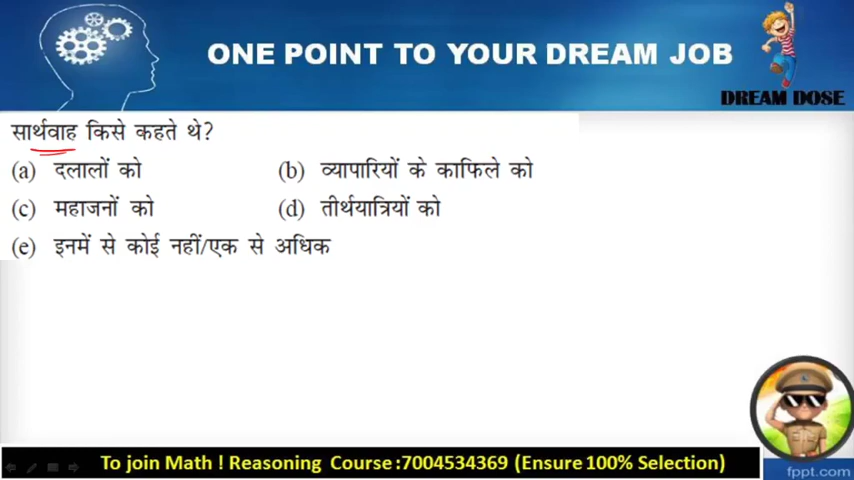 ONE POINT TO YOUR DREAM JOB
DREAM DOSE
सार्थवाह किसे कहते थे?
(a) दलालों को (b) व्यापारियों के काफिले को
(c) महाजनों को (d) तीर्थयात्रियों को
(e) इनमें से कोई नहीं/एक से अधिक
To join Math ! Reasoning Course :7004534369 (Ensure 100% Selection)
fppt.com